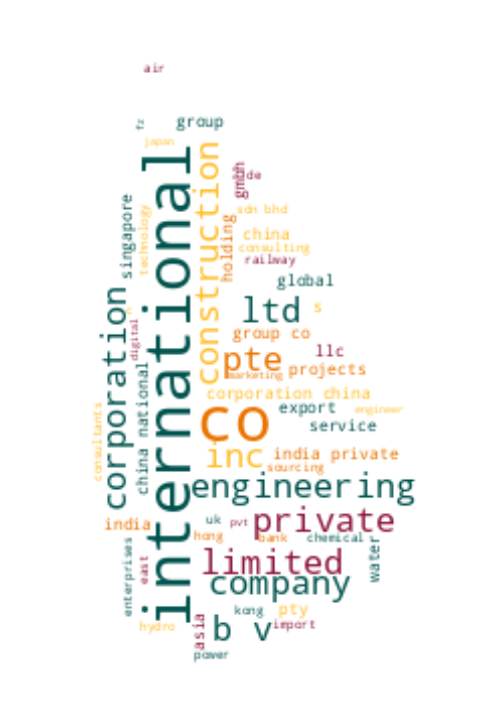 air
fz
group
japan
international
construction
gmbh
de
singapore
technology
sdn bhd
holding
china
consulting
railway
global
corporation
ltd
s
n
digital
group co
pte
llc
marketing
projects
china national
corporation china
co
export
engineer
service
consultants
inc
india private
sourcing
engineering
india
uk
pvt
private
hong
bank
chemical
enterprises
east
limited
water
company
kong
pty
hydro
asia
b v
import
power